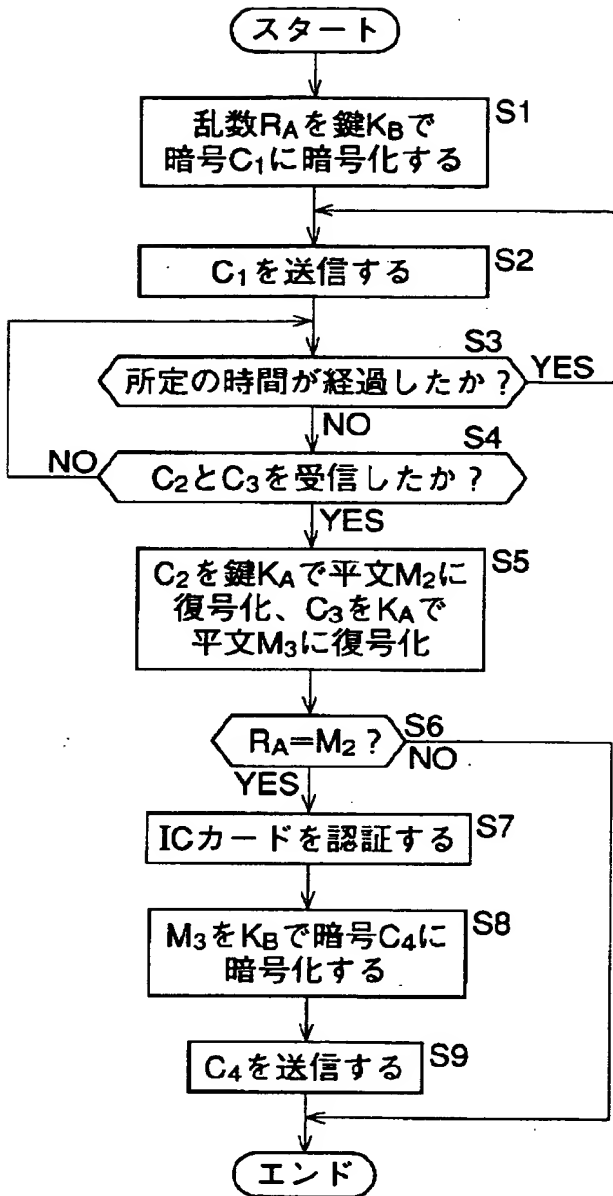 スタート
S1
乱数RAを鍵KBで
暗号C1に暗号化する
C1を送信する
S2
S3
所定の時間が経過したか?
YES
NO
S4
NO
C2とC3を受信したか?
YES
S5
C2を鍵KAで平文M2に
復号化、C3をKAで
平文M3に復号化
S6
RA=M2?
NO
YES
ICカードを認証する
S7
M3をKBで暗号C4に
暗号化する
S8
C4を送信する
S9
エンド